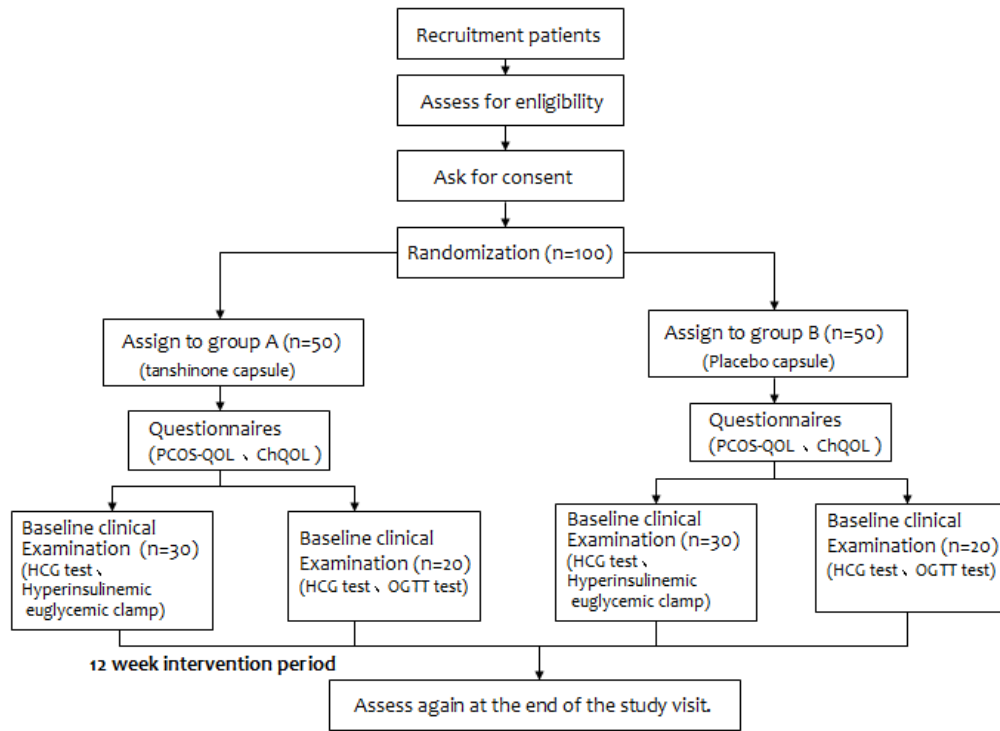 Recruitment patients
Assess for enligibility
Ask for consent
Randomization (n=100)
Assign to group A (n=50)
(tanshinone capsule)
Assign to group B (n=50)
(Placebo capsule)
Questionnaires
(PCOS-QOL 、ChQOL )
Questionnaires
(PCOS-QOL 、ChQOL )
Baseline clinical
Examination (n=30)
(HCG test、
Hyperinsulinemic
euglycemic clamp)
Baseline clinical
Examination (n=20)
(HCG test、OGTT test)
Baseline clinical
Examination (n=30)
(HCG test、
Hyperinsulinemic
euglycemic clamp)
Baseline clinical
Examination (n=20)
(HCG test、OGTT test)
12 week intervention period
Assess again at the end of the study visit.